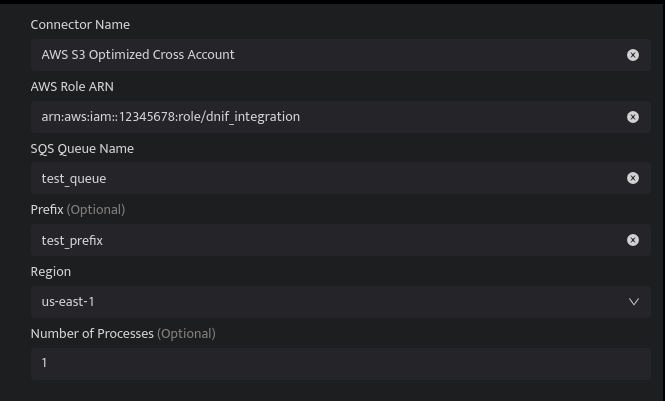 Connector Name
AWS S3 Optimized Cross Account
AWS Role ARN
arn:aws:iam::12345678:role/dnif_integration
SQS Queue Name
test_queue
Prefix (Optional)
test_prefix
Region
us-east-1
Number of Processes (Optional)
1